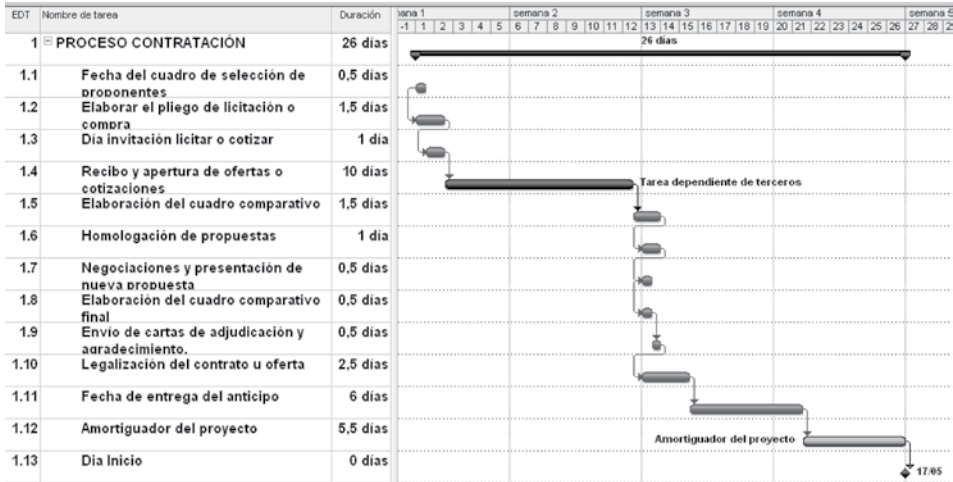 EDT Nombre de tarea Duración nana 1 semana 2 semana 3 semana 4 semana 5
-1 1 2 3 4 5 6 7 8 9 10 11 12 13 14 15 16 17 18 19 20 21 22 23 24 25 26 27 28 29
1 PROCESO CONTRATACIÓN 26 días 26 días
1.1 Fecha del cuadro de selección de 0,5 días
proponentes
1.2 Elaborar el pliego de licitación o 1,5 días
compra
1.3 Día invitación licitar o cotizar 1 día
1.4 Recibo y apertura de ofertas o 10 días Tarea dependiente de terceros
cotizaciones
1.5 Elaboración del cuadro comparativo 1,5 días
1.6 Homologación de propuestas 1 día
1.7 Negociaciones y presentación de 0,5 días
nueva propuesta
1.8 Elaboración del cuadro comparativo 0,5 días
final
1.9 Envío de cartas de adjudicación y 0,5 días
agradecimiento.
1.10 Legalización del contrato u oferta 2,5 días
1.11 Fecha de entrega del anticipo 6 días
1.12 Amortiguador del proyecto 5,5 días Amortiguador del proyecto
1.13 Dia Inicio 0 días 17/05